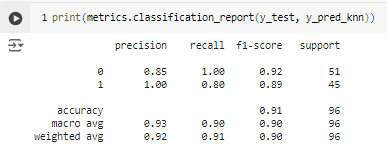 1 print(metrics.classification_report(y_test, y_pred_knn))
precision recall f1-score support
0 0.85 1.00 0.92 51
1 1.00 0.80 0.89 45
accuracy 0.91 96
macro avg 0.93 0.90 0.90 96
weighted avg 0.92 0.91 0.90 96